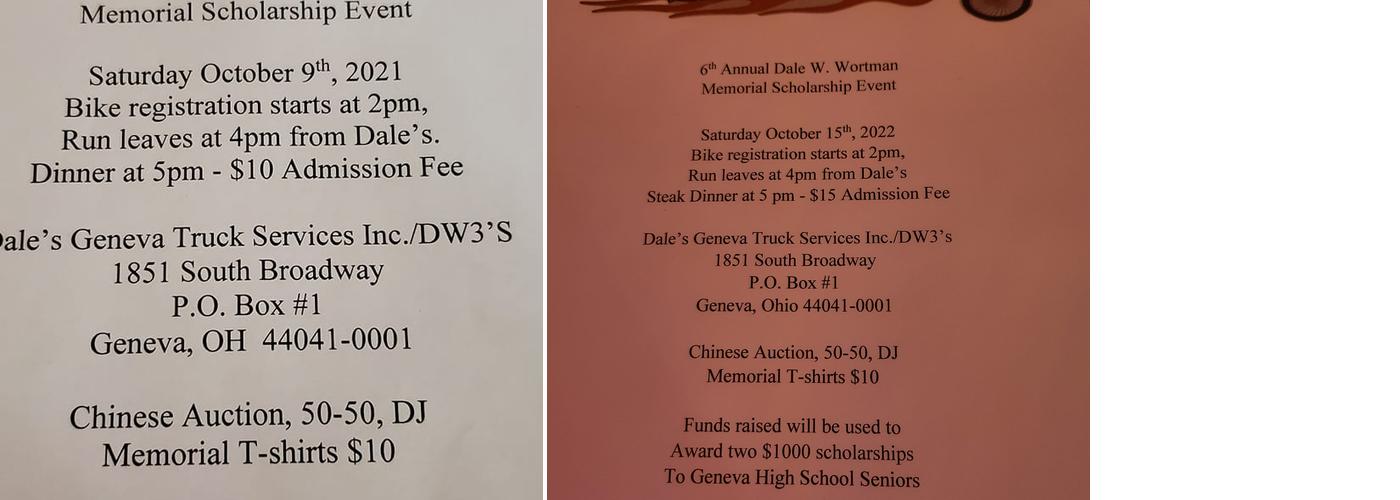 Memorial Scholarship Event
Saturday October 9th, 2021
Bike registration starts at 2pm,
Run leaves at 4pm from Dale's.
Dinner at 5pm - $10 Admission Fee
Dale's Geneva Truck Services Inc./DW3'S
1851 South Broadway
P.O. Box #1
Geneva, OH 44041-0001
Chinese Auction, 50-50, DJ
Memorial T-shirts $10
6th Annual Dale W. Wortman
Memorial Scholarship Event
Saturday October 15th, 2022
Bike registration starts at 2pm,
Run leaves at 4pm from Dale's
Steak Dinner at 5 pm - $15 Admission Fee
Dale's Geneva Truck Services Inc./DW3's
1851 South Broadway
P.O. Box #1
Geneva, Ohio 44041-0001
Chinese Auction, 50-50, DJ
Memorial T-shirts $10
Funds raised will be used to
Award two $1000 scholarships
To Geneva High School Seniors